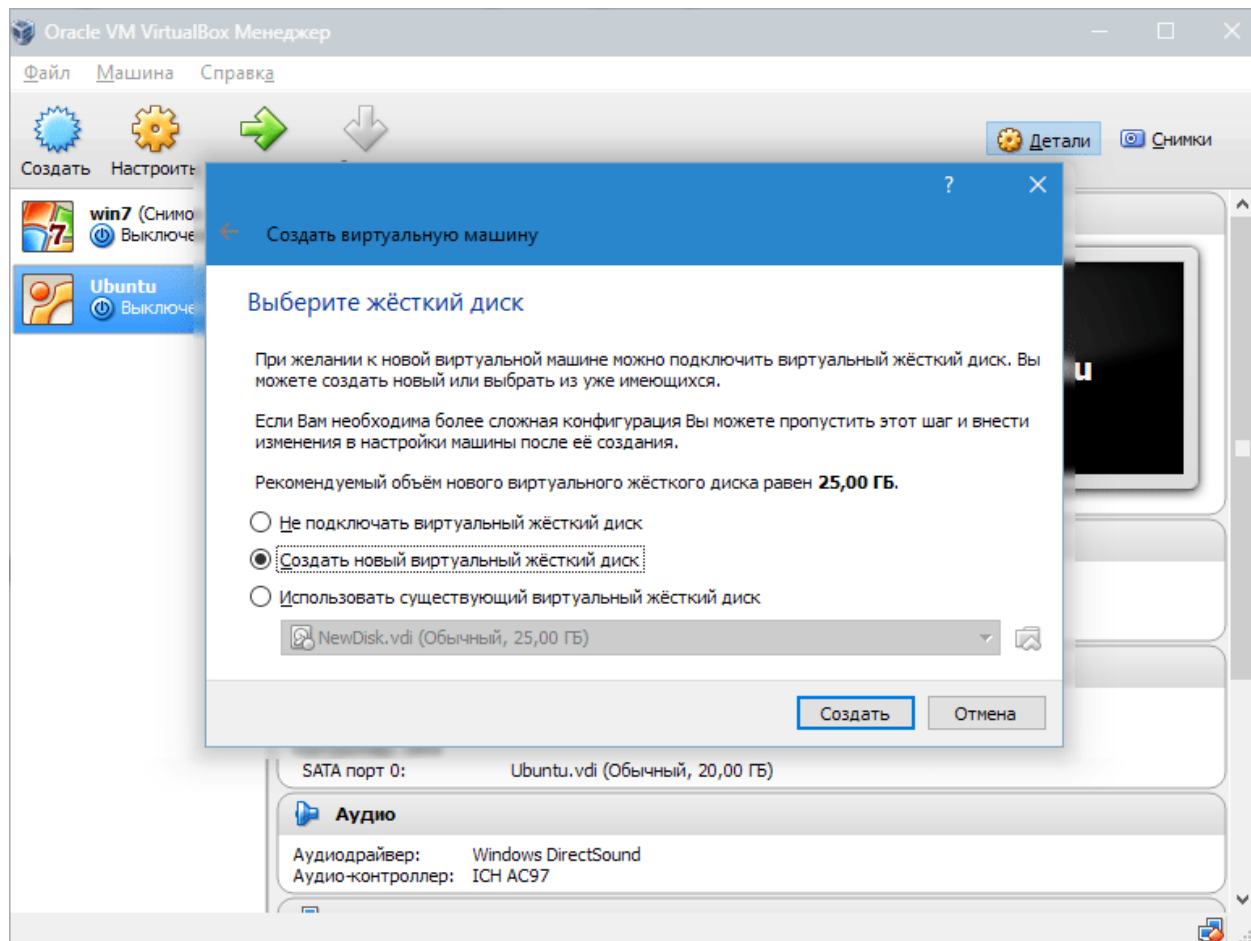 Oracle VM VirtualBox Менеджер
Файл Машина Справка
Создать Настроить
Детали Снимки
win7 (Снимо
Выключе
Ubuntu
Выключе
?
Создать виртуальную машину
Выберите жёсткий диск
При желании к новой виртуальной машине можно подключить виртуальный жёсткий диск. Вы
можете создать новый или выбрать из уже имеющихся.
Если Вам необходима более сложная конфигурация Вы можете пропустить этот шаг и внести
изменения в настройки машины после её создания.
Рекомендуемый объём нового виртуального жёсткого диска равен 25,00 ГБ.
Не подключать виртуальный жёсткий диск
Создать новый виртуальный жёсткий диск
Использовать существующий виртуальный жёсткий диск
NewDisk.vdi (Обычный, 25,00 ГБ)
Создать Отмена
u
SATA порт 0: Ubuntu.vdi (Обычный, 20,00 ГБ)
Аудио
Аудиодрайвер: Windows DirectSound
Аудио-контроллер: ICH AC97